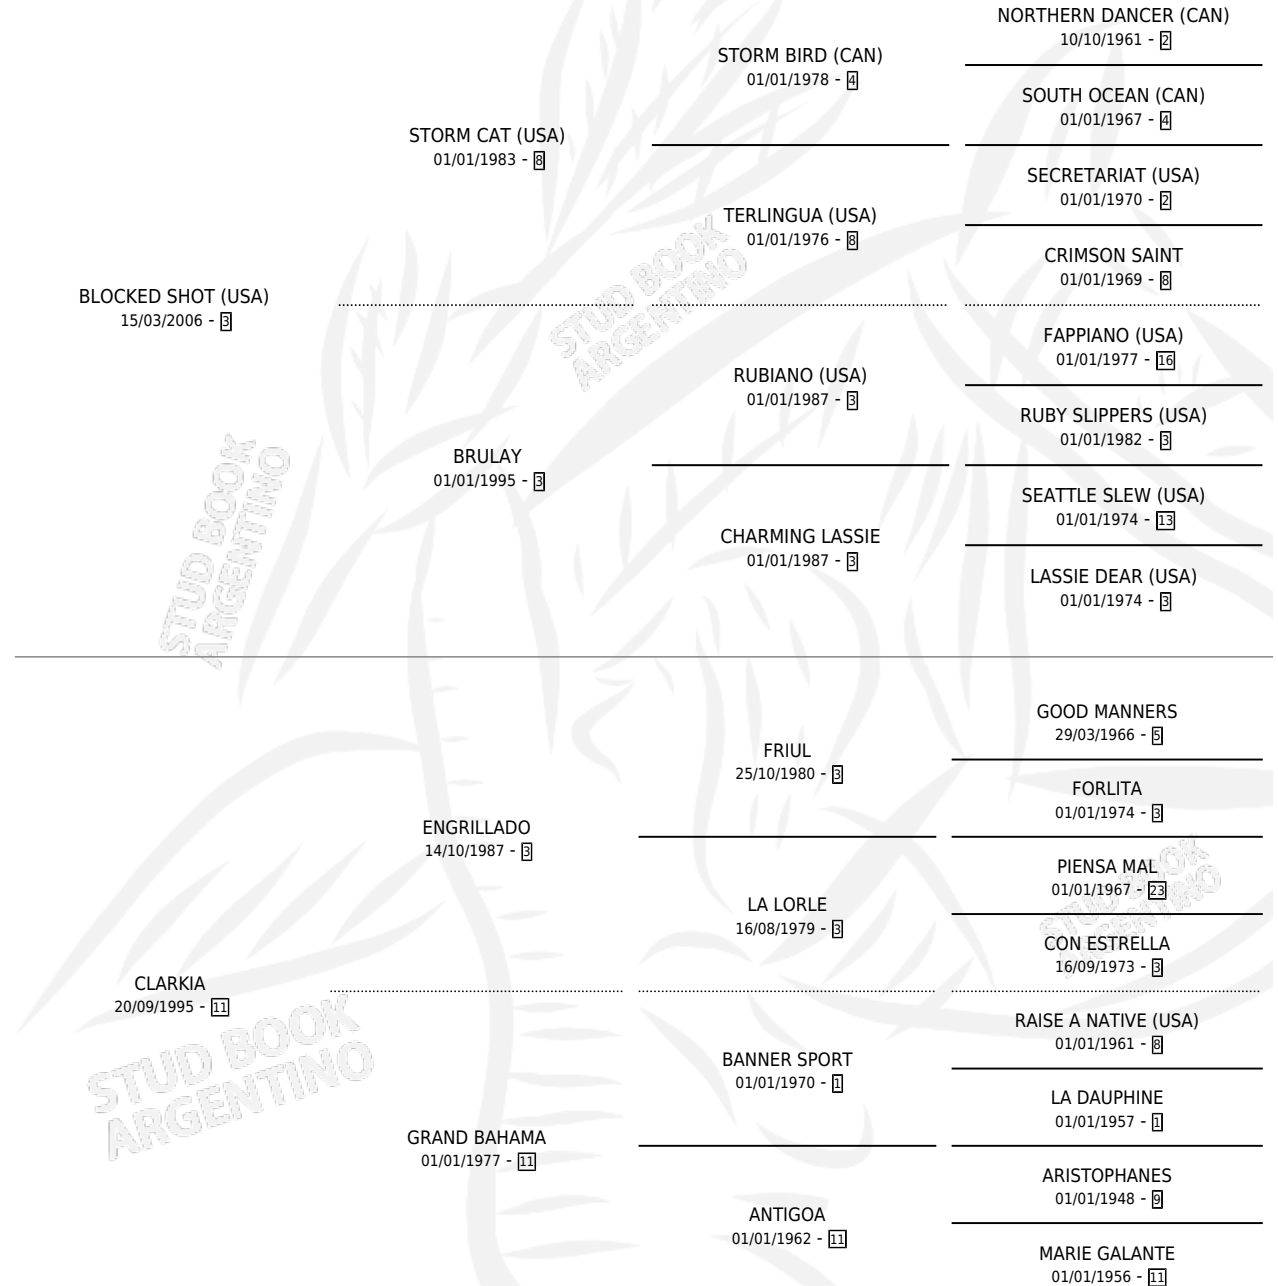 NORTHERN DANCER (CAN)
10/10/1961 - 2
STORM BIRD (CAN)
01/01/1978 - 4
SOUTH OCEAN (CAN)
01/01/1967 - 4
STORM CAT (USA)
01/01/1983 - 8
SECRETARIAT (USA)
01/01/1970 - 2
TERLINGUA (USA)
01/01/1976 - 8
CRIMSON SAINT
01/01/1969 - 8
BLOCKED SHOT (USA)
15/03/2006 - 3
FAPPIANO (USA)
01/01/1977 - 16
RUBIANO (USA)
01/01/1987 - 3
RUBY SLIPPERS (USA)
01/01/1982 - 3
BRULAY
01/01/1995 - 3
SEATTLE SLEW (USA)
01/01/1974 - 13
CHARMING LASSIE
01/01/1987 - 3
LASSIE DEAR (USA)
01/01/1974 - 3
STUD BOOK
ARGENTINO
STUD BOOK
ARGENTINO
GOOD MANNERS
29/03/1966 - 5
FRIUL
25/10/1980 - 3
FORLITA
01/01/1974 - 3
ENGRILLADO
14/10/1987 - 3
PIENSA MAL
01/01/1967 - 23
LA LORLE
16/08/1979 - 3
CON ESTRELLA
16/09/1973 - 3
STUD BOOK
ARGENTINO
CLARKIA
20/09/1995 - 11
RAISE A NATIVE (USA)
01/01/1961 - 8
BANNER SPORT
01/01/1970 - 1
LA DAUPHINE
01/01/1957 - 1
STUD BOOK
ARGENTINO
GRAND BAHAMA
01/01/1977 - 11
ARISTOPHANES
01/01/1948 - 9
ANTIGOA
01/01/1962 - 11
MARIE GALANTE
01/01/1956 - 11